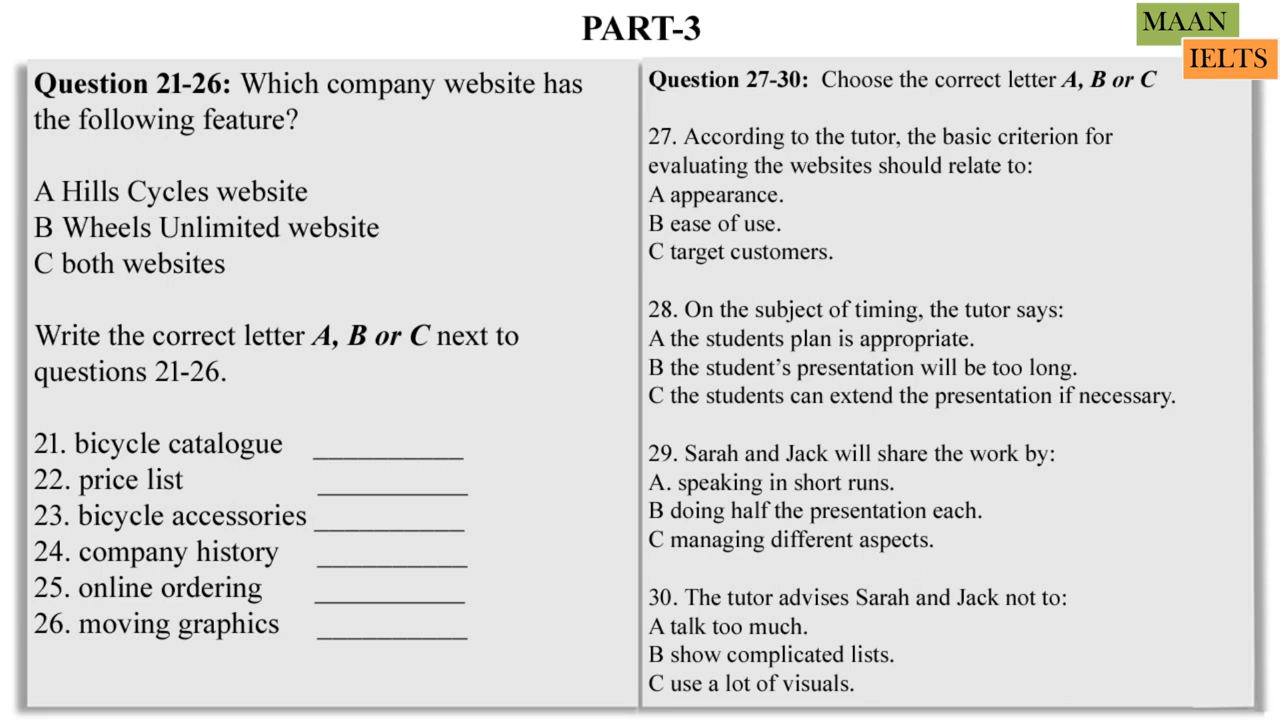 PART-3
MAAN
IELTS
Question 21-26: Which company website has
the following feature?
A Hills Cycles website
B Wheels Unlimited website
C both websites
Write the correct letter A, B or C next to
questions 21-26.
21. bicycle catalogue __________
22. price list __________
23. bicycle accessories __________
24. company history __________
25. online ordering __________
26. moving graphics __________
Question 27-30: Choose the correct letter A, B or C
27. According to the tutor, the basic criterion for
evaluating the websites should relate to:
A appearance.
B ease of use.
C target customers.
28. On the subject of timing, the tutor says:
A the students plan is appropriate.
B the student’s presentation will be too long.
C the students can extend the presentation if necessary.
29. Sarah and Jack will share the work by:
A. speaking in short runs.
B doing half the presentation each.
C managing different aspects.
30. The tutor advises Sarah and Jack not to:
A talk too much.
B show complicated lists.
C use a lot of visuals.